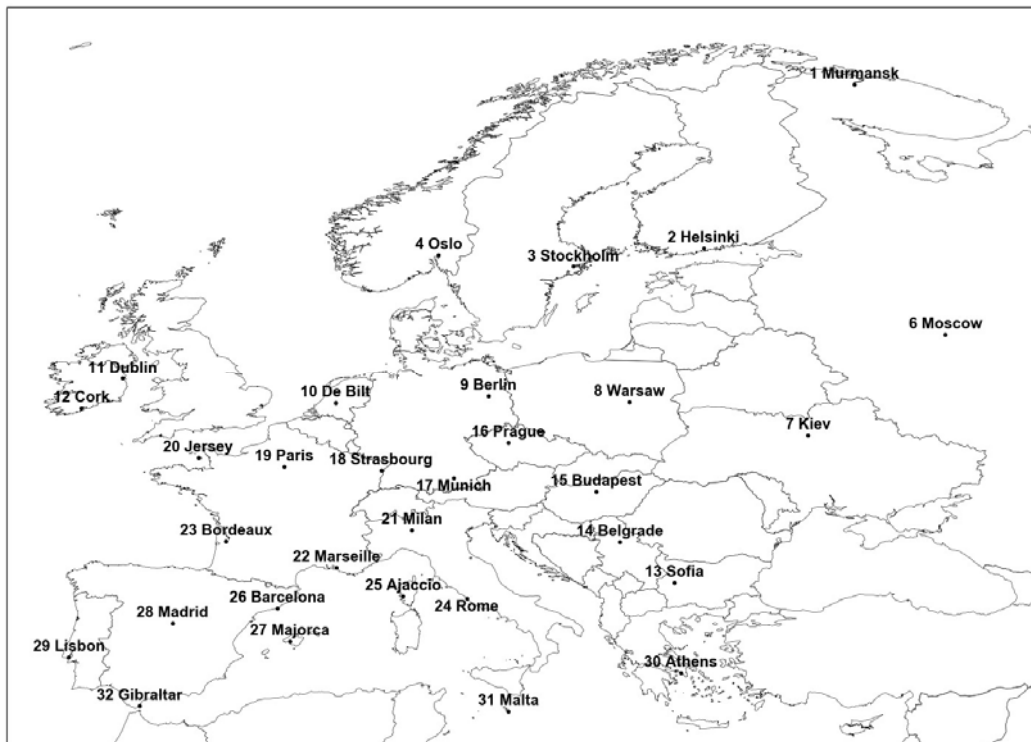 1 Murmansk
2 Helsinki
4 Oslo
3 Stockholm
6 Moscow
11 Dublin
12 Cork
10 De Bilt
9 Berlin
8 Warsaw
7 Kiev
16 Prague
20 Jersey
19 Paris
18 Strasbourg
17 Munich
15 Budapest
23 Bordeaux
21 Milan
14 Belgrade
22 Marseille
13 Sofia
25 Ajaccio
26 Barcelona
24 Rome
28 Madrid
27 Majorca
29 Lisbon
30 Athens
32 Gibraltar
31 Malta